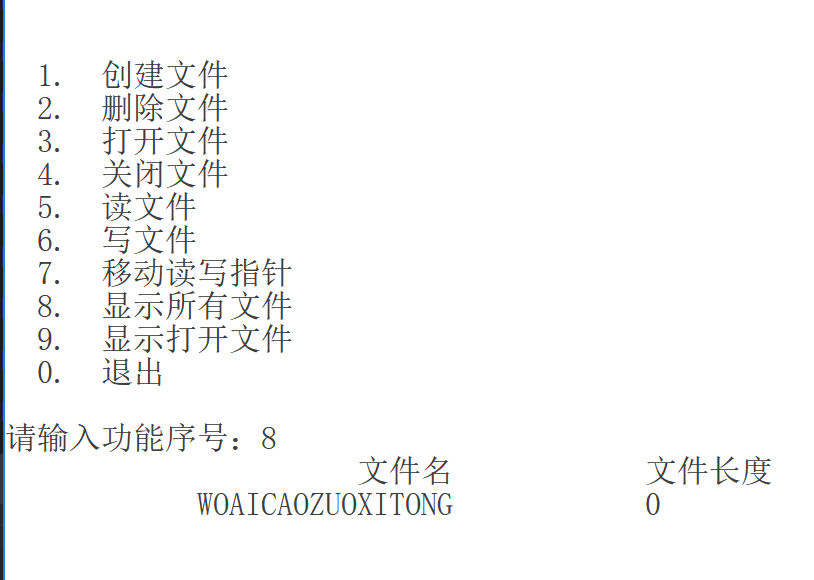 1. 创建文件
2. 删除文件
3. 打开文件
4. 关闭文件
5. 读文件
6. 写文件
7. 移动读写指针
8. 显示所有文件
9. 显示打开文件
0. 退出
请输入功能序号：8
文件名 文件长度
WOAICAOZUOXITONG 0